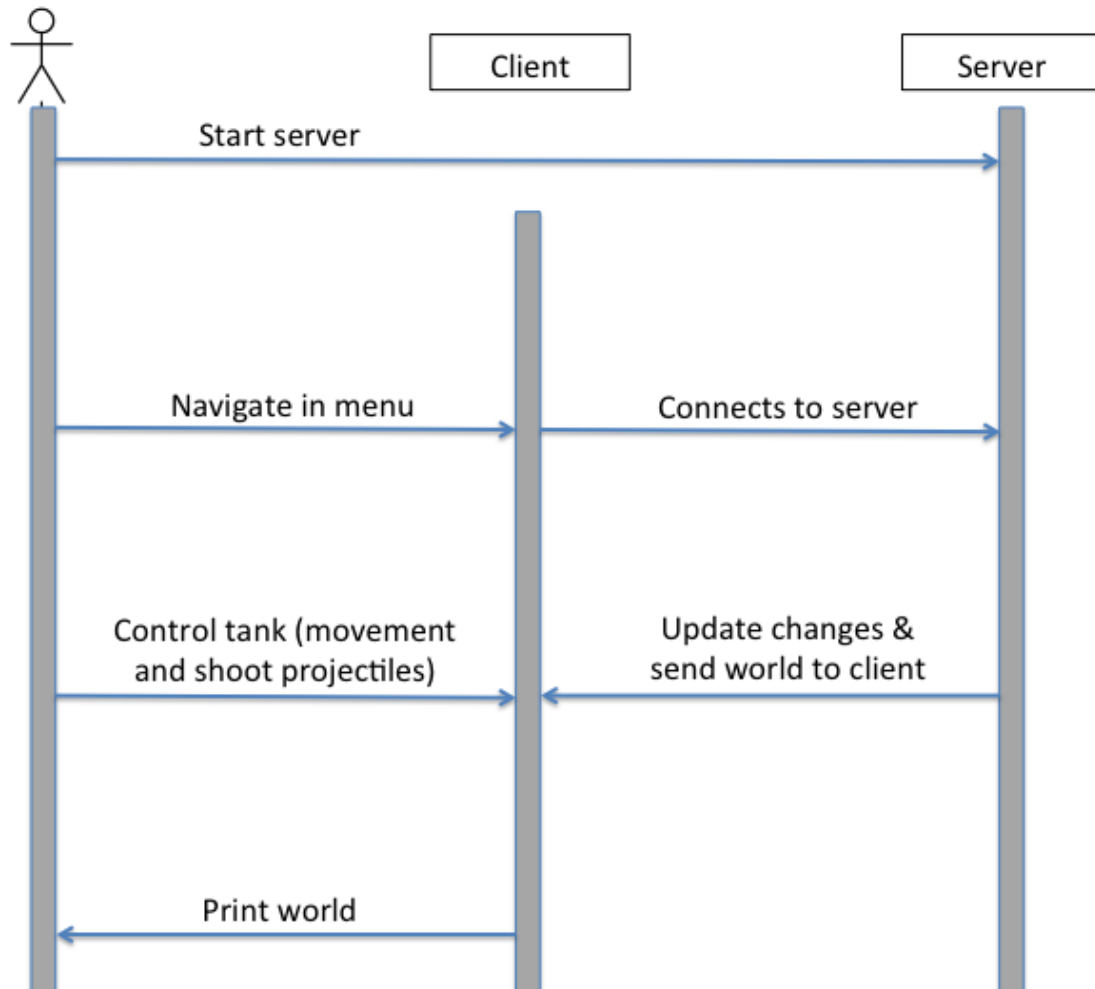 Client
Server
Start server
Navigate in menu
Connects to server
Control tank (movement
and shoot projectiles)
Update changes &
send world to client
Print world